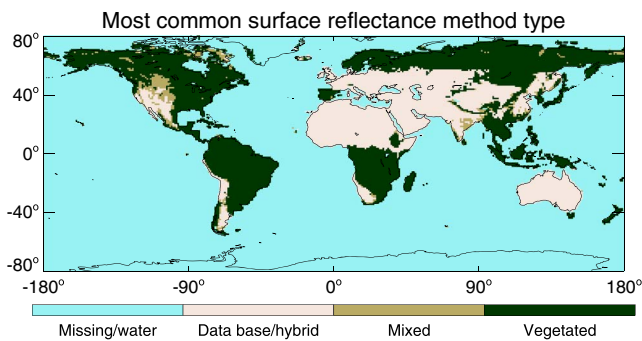 Most common surface reflectance method type
80°
40°
0°
-40°
-80°
-180° -90° 0° 90° 180°
Missing/water Data base/hybrid Mixed Vegetated